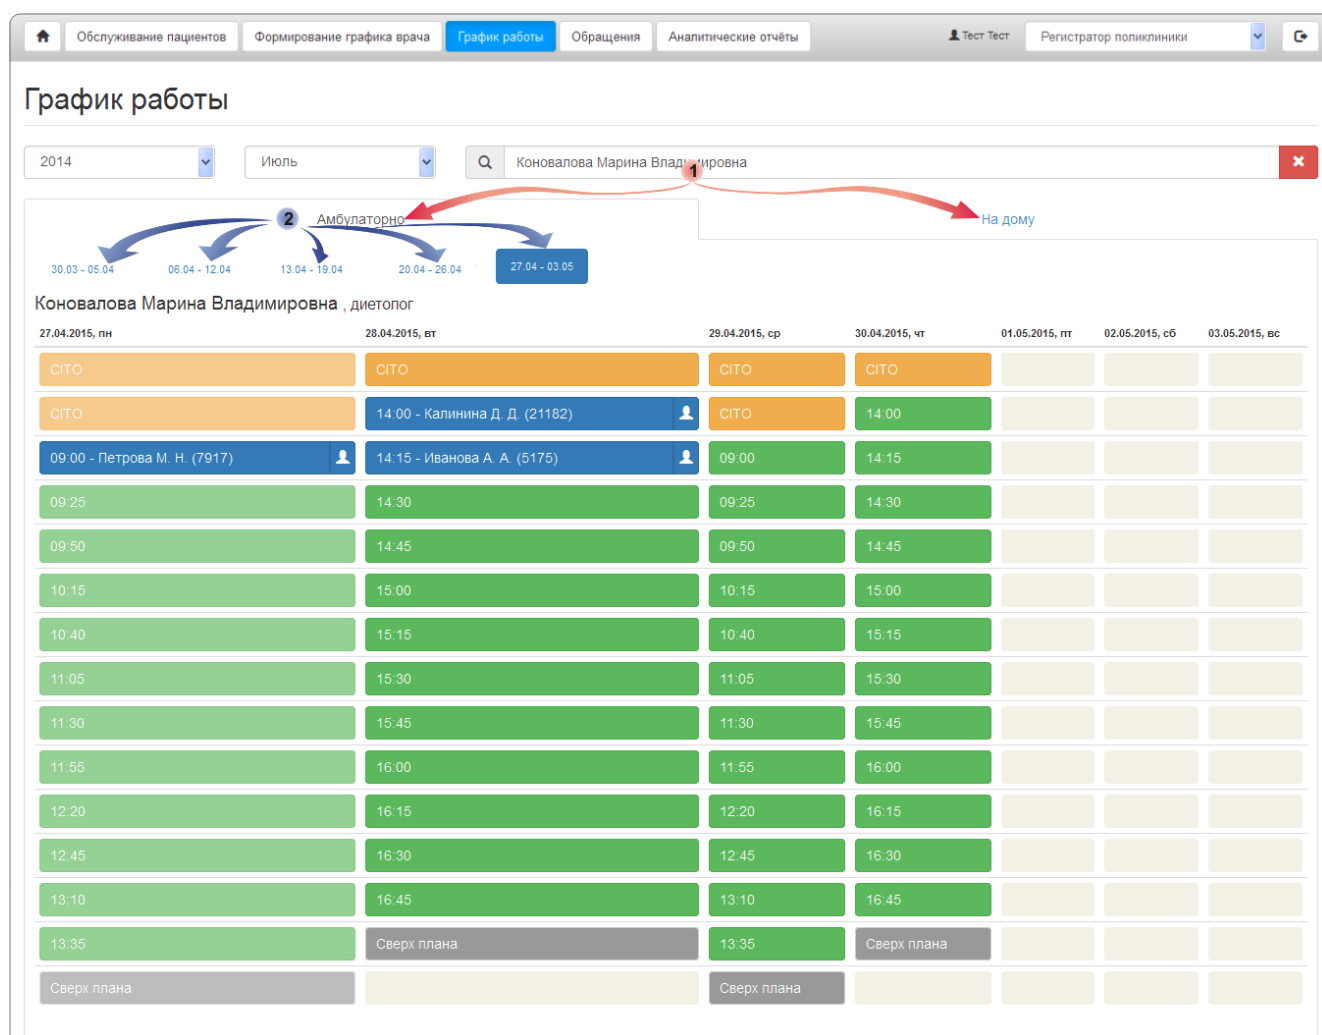 Обслуживание пациентов Формирование графика врача График работы Обращения Аналитические отчёты Тест Тест Регистратор поликлиники
График работы
2014 Июль Коновалова Марина Владимировна
1
2 Амбулаторно На дому
30.03 - 05.04 06.04 - 12.04 13.04 - 19.04 20.04 - 26.04 27.04 - 03.05
Коновалова Марина Владимировна , диетолог
27.04.2015, пн 28.04.2015, вт 29.04.2015, ср 30.04.2015, чт 01.05.2015, пт 02.05.2015, сб 03.05.2015, вс
CITO CITO CITO CITO
CITO 14:00 - Калинина Д. Д. (21182) CITO 14:00
09:00 - Петрова М. Н. (7917) 14:15 - Иванова А. А. (5175) 09:00 14:15
09:25 14:30 09:25 14:30
09:50 14:45 09:50 14:45
10:15 15:00 10:15 15:00
10:40 15:15 10:40 15:15
11:05 15:30 11:05 15:30
11:30 15:45 11:30 15:45
11:55 16:00 11:55 16:00
12:20 16:15 12:20 16:15
12:45 16:30 12:45 16:30
13:10 16:45 13:10 16:45
13:35 Сверх плана 13:35 Сверх плана
Сверх плана Сверх плана